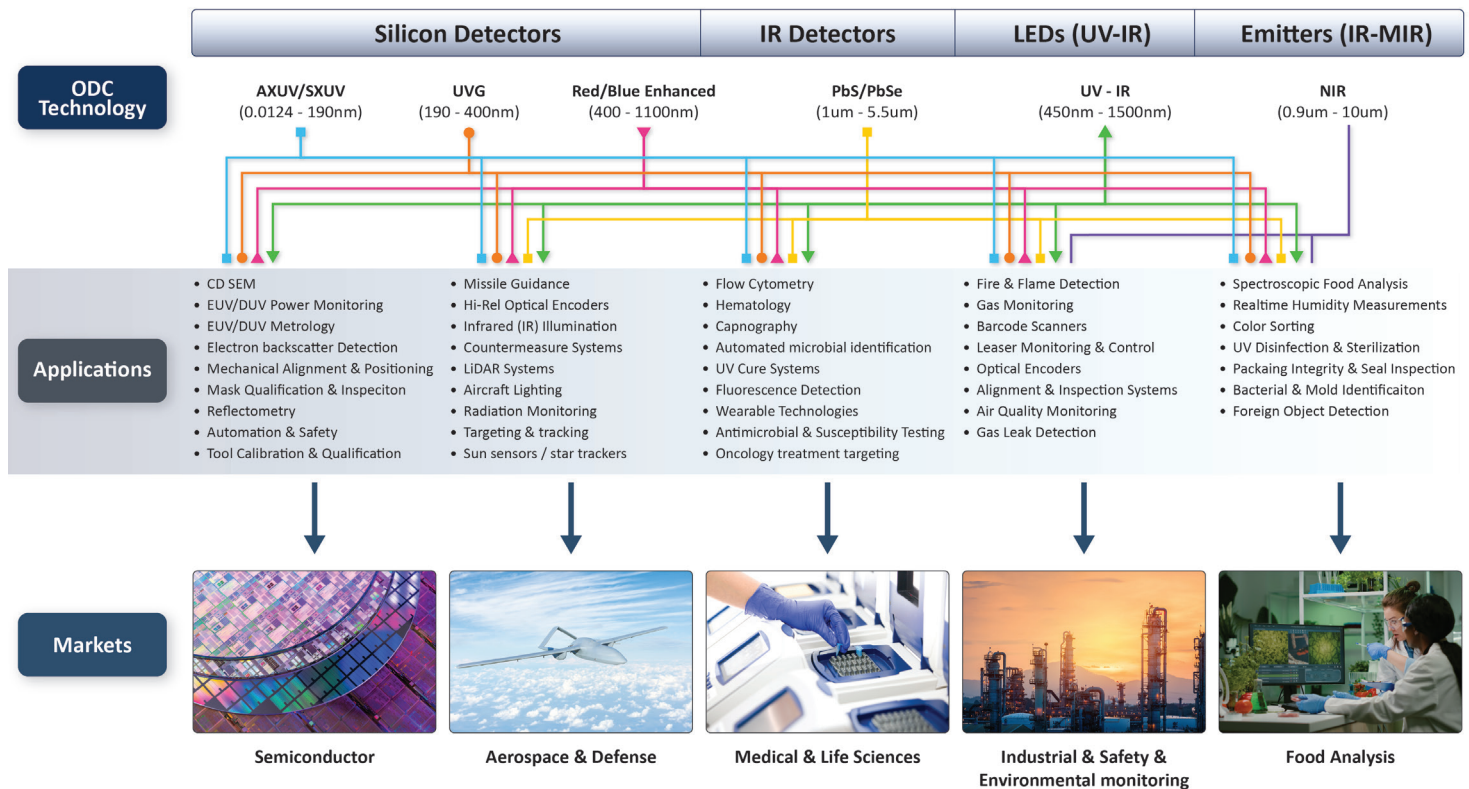 Silicon Detectors
IR Detectors
LEDs (UV-IR)
Emitters (IR-MIR)
ODC
Technology
AXUV/SXUV
(0.0124 - 190nm)
UVG
(190 - 400nm)
Red/Blue Enhanced
(400 - 1100nm)
PbS/PbSe
(1um - 5.5um)
UV - IR
(450nm - 1500nm)
NIR
(0.9um - 10um)
Applications
• CD SEM
• EUV/DUV Power Monitoring
• EUV/DUV Metrology
• Electron backscatter Detection
• Mechanical Alignment & Positioning
• Mask Qualification & Inspeciton
• Reflectometry
• Automation & Safety
• Tool Calibration & Qualification
• Missile Guidance
• Hi-Rel Optical Encoders
• Infrared (IR) Illumination
• Countermeasure Systems
• LiDAR Systems
• Aircraft Lighting
• Radiation Monitoring
• Targeting & tracking
• Sun sensors / star trackers
• Flow Cytometry
• Hematology
• Capnography
• Automated microbial identification
• UV Cure Systems
• Fluorescence Detection
• Wearable Technologies
• Antimicrobial & Susceptibility Testing
• Oncology treatment targeting
• Fire & Flame Detection
• Gas Monitoring
• Barcode Scanners
• Leaser Monitoring & Control
• Optical Encoders
• Alignment & Inspection Systems
• Air Quality Monitoring
• Gas Leak Detection
• Spectroscopic Food Analysis
• Realtime Humidity Measurements
• Color Sorting
• UV Disinfection & Sterilization
• Packaing Integrity & Seal Inspection
• Bacterial & Mold Identificaiton
• Foreign Object Detection
Markets
Semiconductor
Aerospace & Defense
Medical & Life Sciences
Industrial & Safety &
Environmental monitoring
Food Analysis